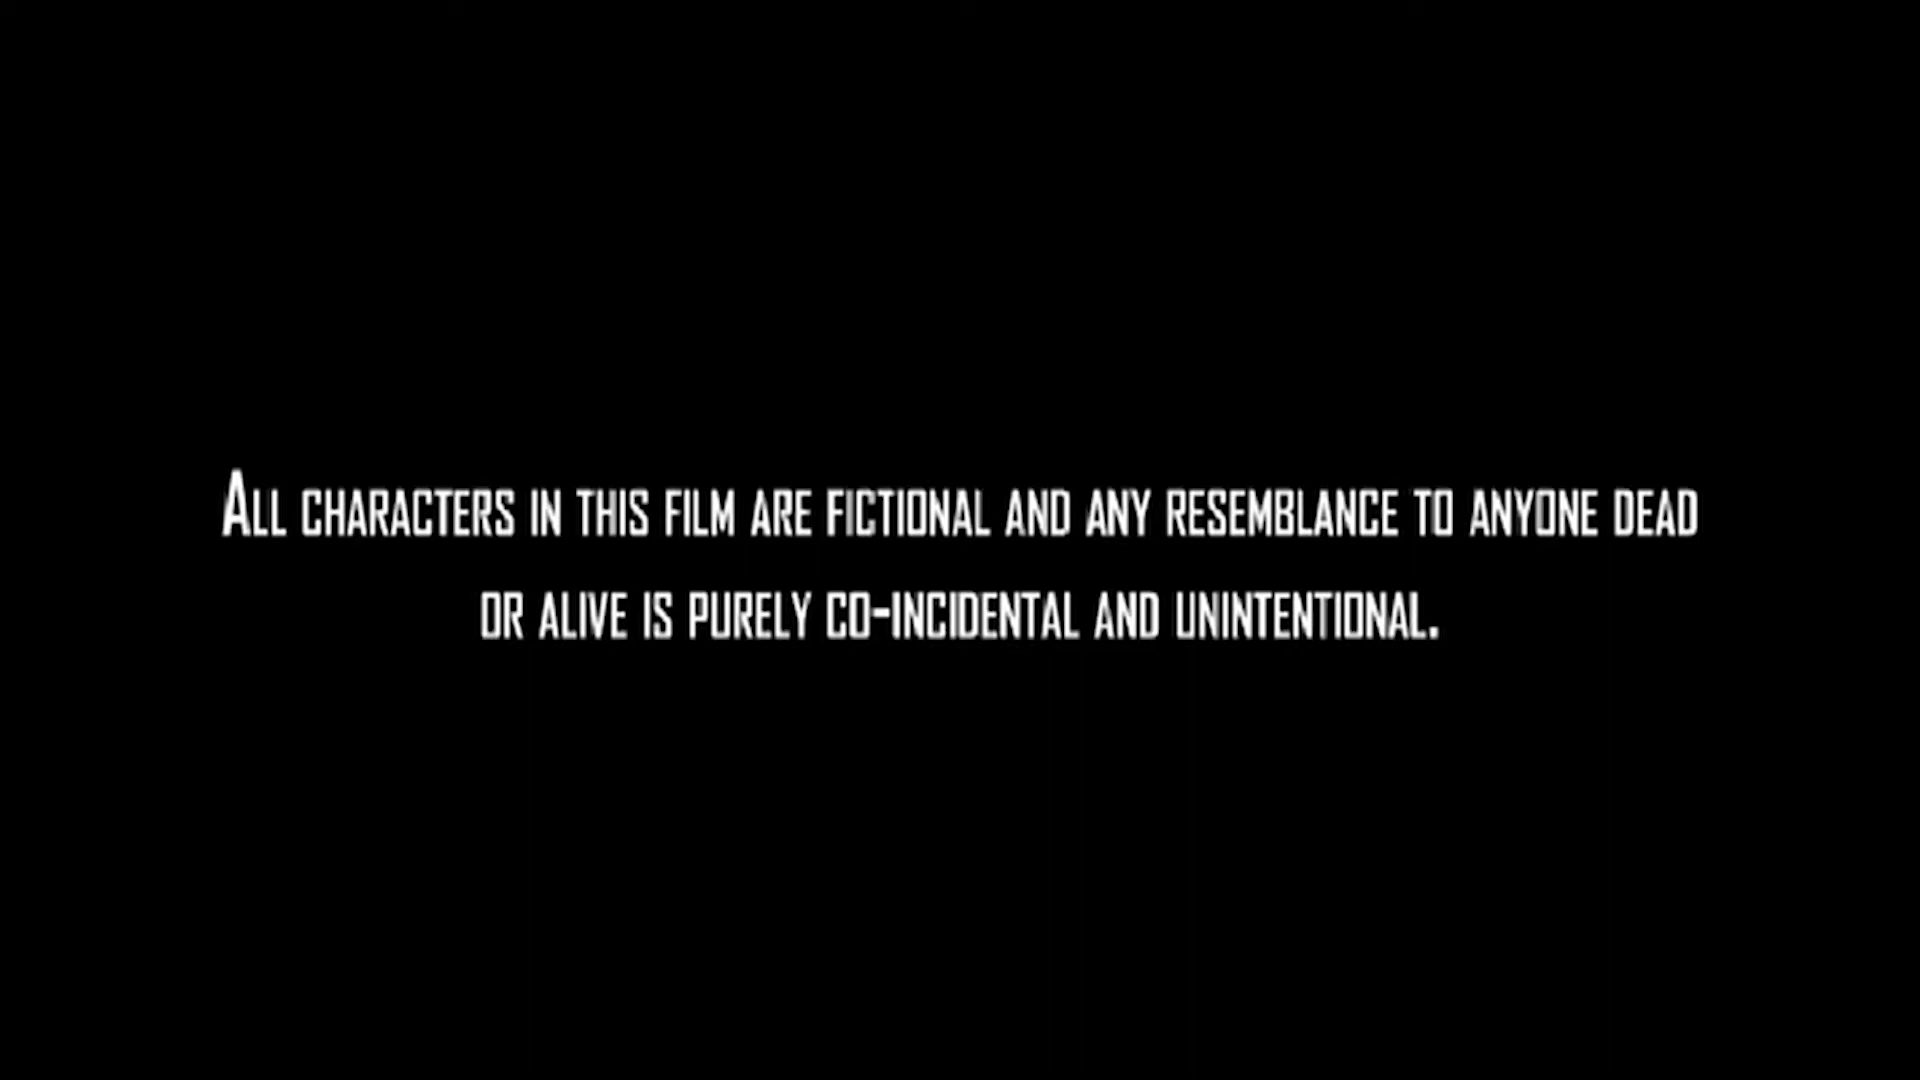 All characters in this film are fictional and any resemblance to anyone dead
or alive is purely co-incidental and unintentional.